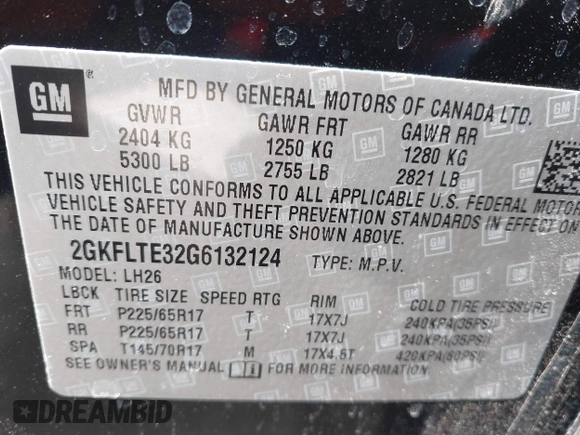 GM ®
MFD BY GENERAL MOTORS OF CANADA LTD.
GVWR GAWR FRT GAWR RR
2404 KG 1250 KG 1280 KG
5300 LB 2755 LB 2821 LB
THIS VEHICLE CONFORMS TO ALL APPLICABLE U.S. FEDERAL MOTOR
VEHICLE SAFETY AND THEFT PREVENTION STANDARDS IN EFFECT ON
THE DATE OF MANUFACTURE SHOWN ABOVE.
2GKFLTE32G6132124 TYPE: M.P.V.
MODEL: LH26
LBCK TIRE SIZE SPEED RTG RIM COLD TIRE PRESSURE
FRT P225/65R17 T 17X7J 240KPA(35PSI)
RR P225/65R17 T 17X7J 240KPA(35PSI)
SPA T145/70R17 M 17X4.5T 420KPA(60PSI)
SEE OWNER'S MANUAL FOR MORE INFORMATION.
DREAMBID